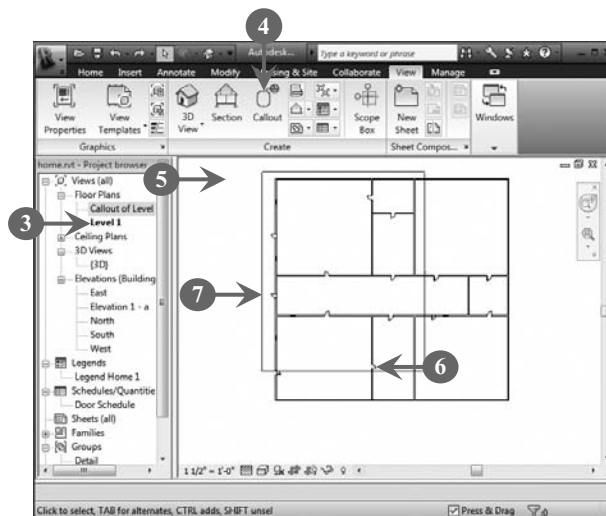 4
Autodesk...
Type a keyword or phrase
Home Insert Annotate Modify & Site Collaborate View Manage
View Properties
View Templates
3D View
Section
Callout
Scope Box
New Sheet
Windows
Graphics
Create
Sheet Compos...
home.rvt - Project browser
Views (all)
Floor Plans
Callout of Level
Level 1
Ceiling Plans
3D Views
{3D}
Elevations (Building
East
Elevation 1 - a
North
South
West
Legends
Legend Home 1
Schedules/Quantitie
Door Schedule
Sheets (all)
Families
Groups
Detail
5
3
7
6
1 1/2" = 1'-0"
Click to select, TAB for alternates, CTRL adds, SHIFT unsel
Press & Drag
:0